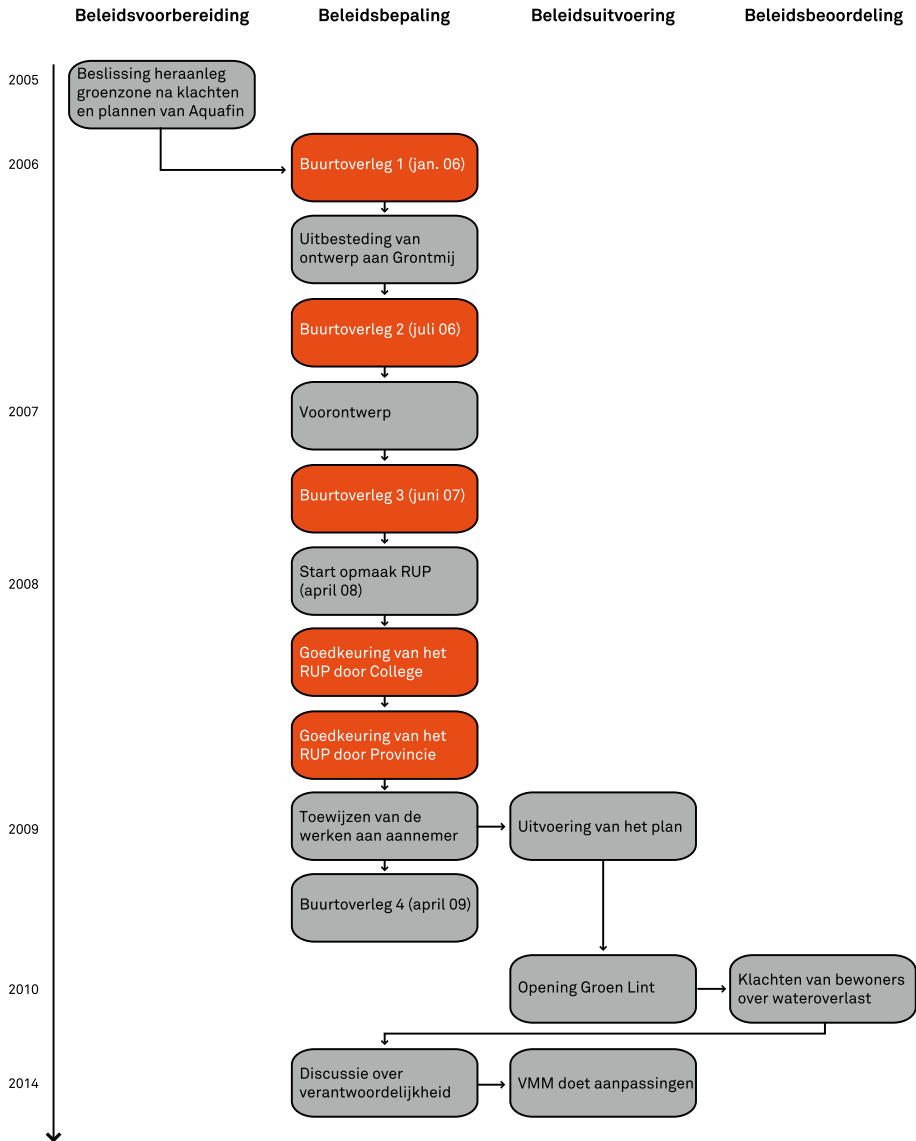 Beleidsvoorbereiding
Beleidsbepaling
Beleidsuitvoering
Beleidsbeoordeling
2005
Beslissing heraanleg
groenzone na klachten
en plannen van Aquafin
2006
Buurtoverleg 1 (jan. 06)
Uitbesteding van
ontwerp aan Grontmij
Buurtoverleg 2 (juli 06)
2007
Voorontwerp
Buurtoverleg 3 (juni 07)
2008
Start opmaak RUP
(april 08)
Goedkeuring van het
RUP door College
Goedkeuring van het
RUP door Provincie
2009
Toewijzen van de
werken aan aannemer
Uitvoering van het plan
Buurtoverleg 4 (april 09)
2010
Opening Groen Lint
Klachten van bewoners
over wateroverlast
2014
Discussie over
verantwoordelijkheid
VMM doet aanpassingen